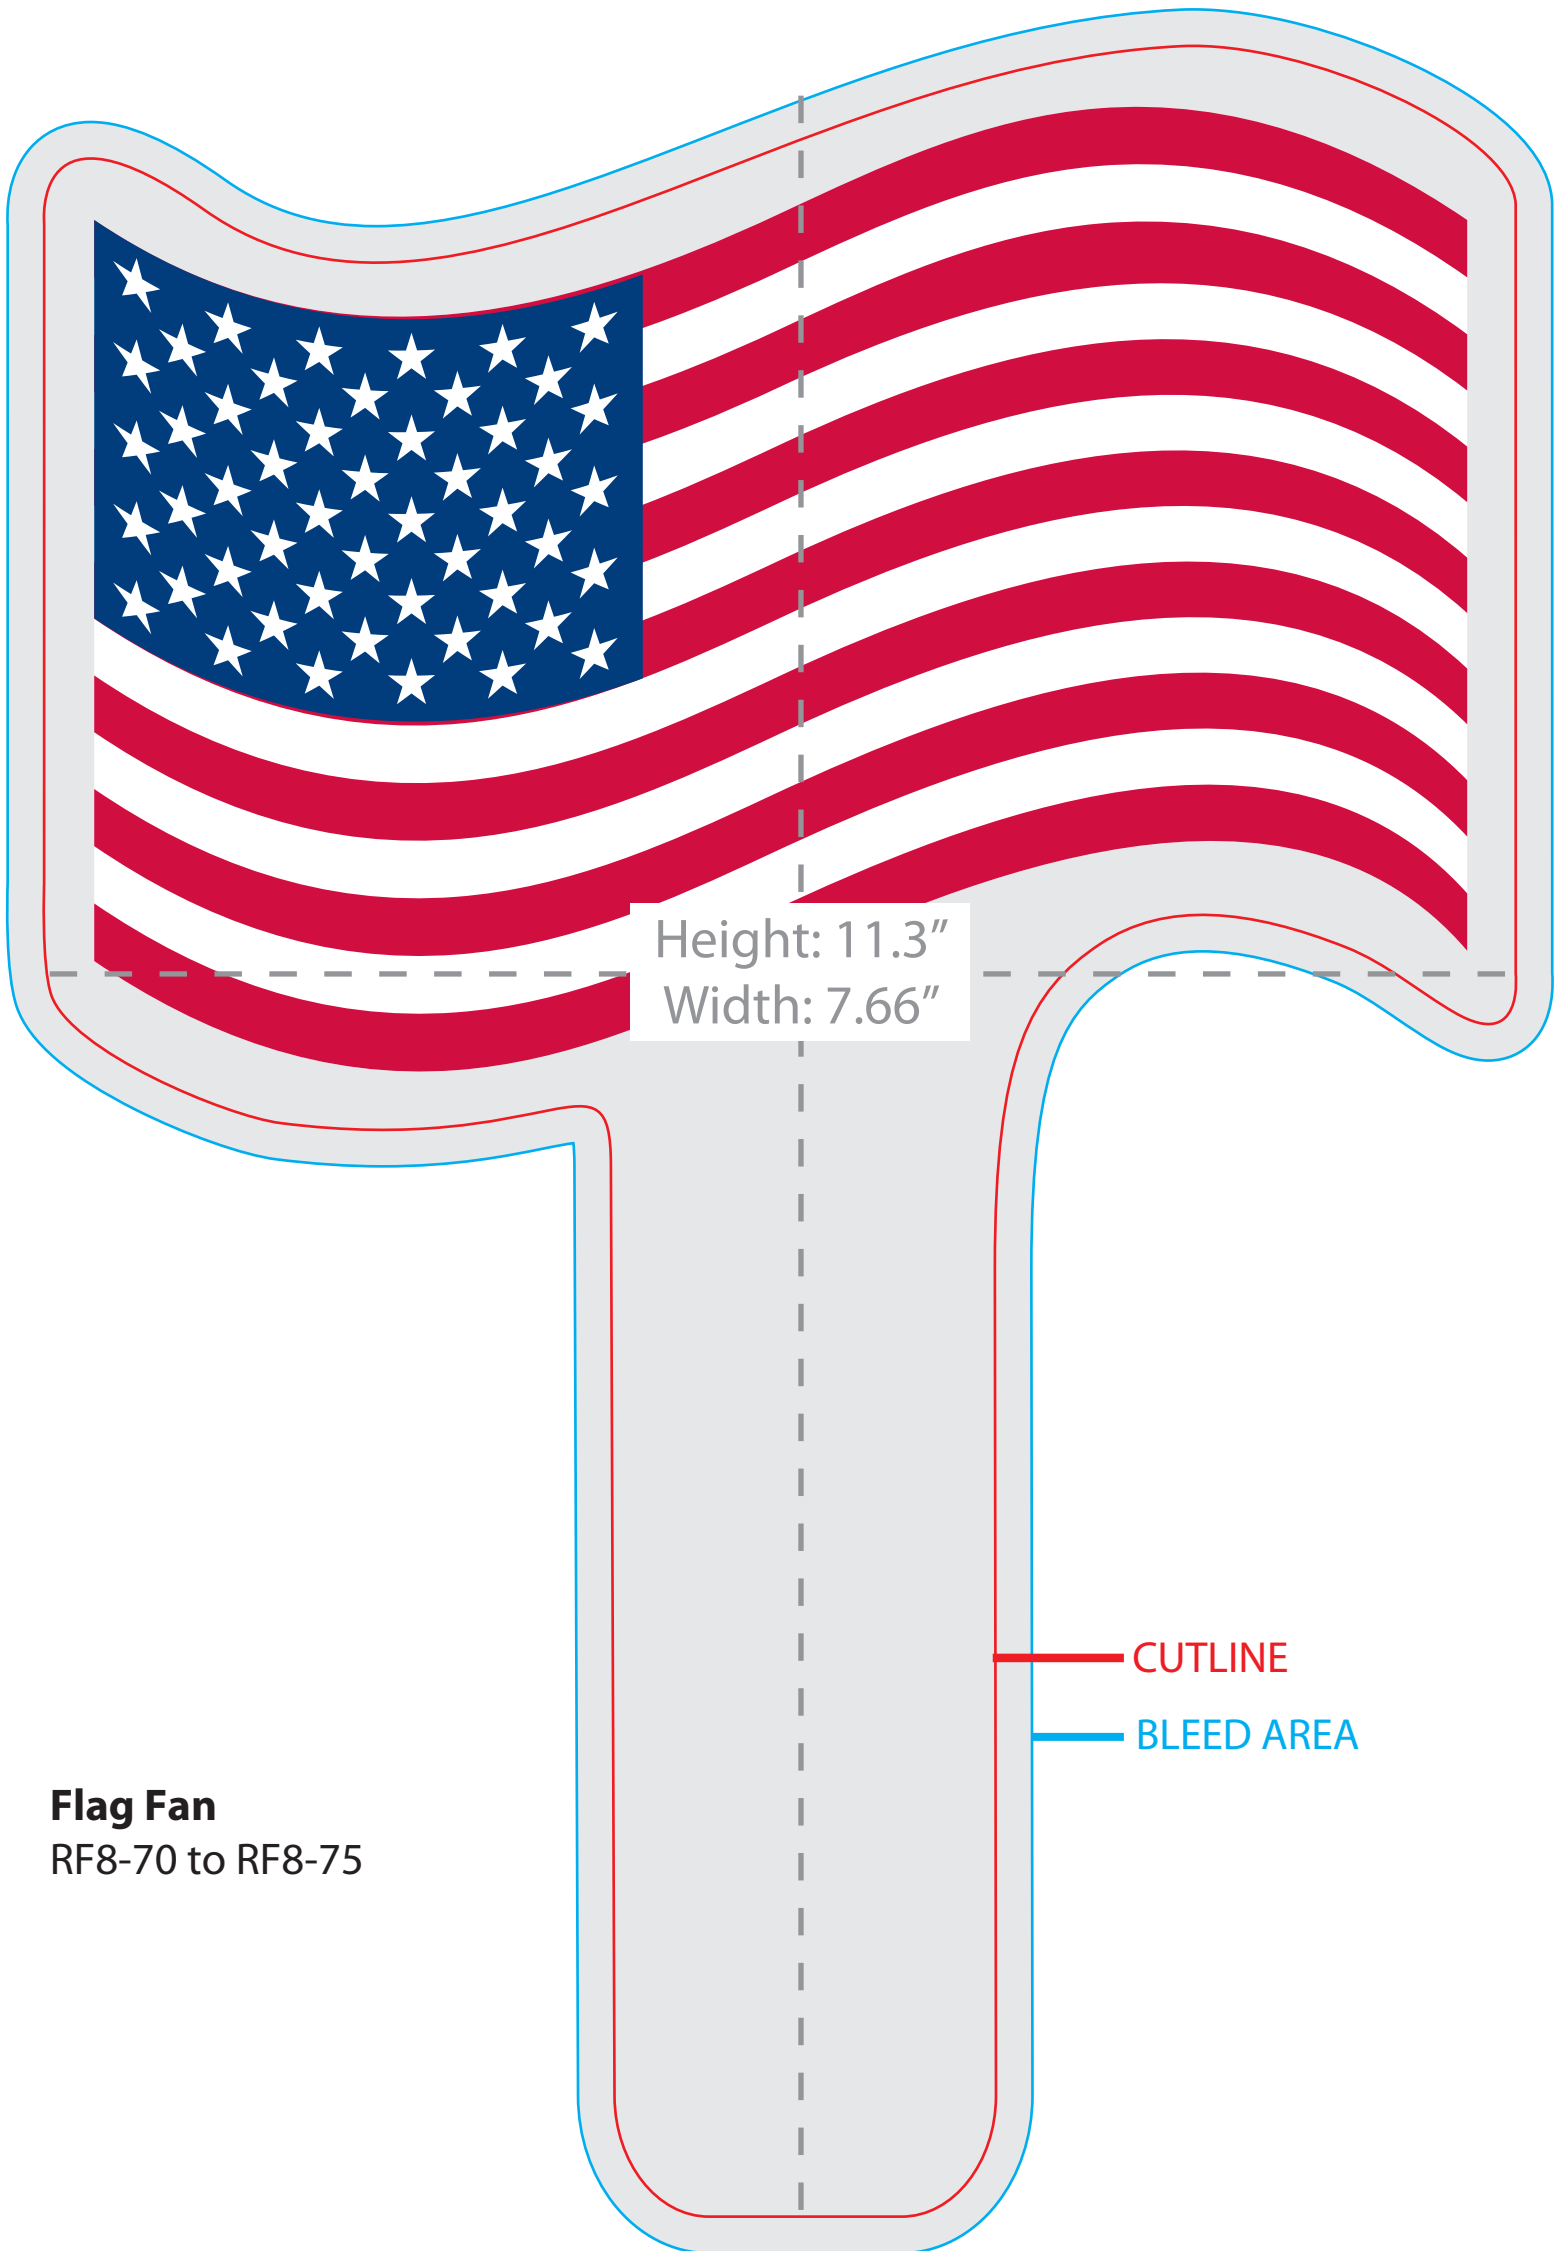 Height: 11.3”
Width: 7.66”
CUTLINE
BLEED AREA
Flag Fan
RF8-70 to RF8-75